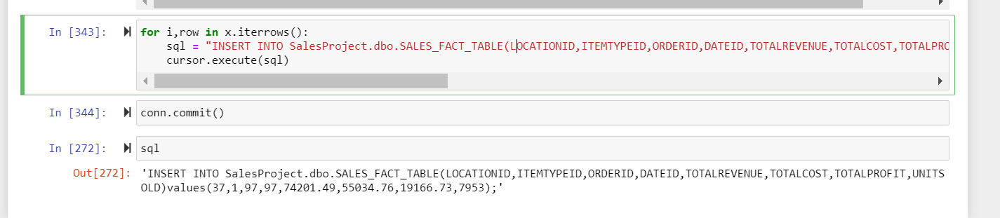 In [343]:
for i,row in x.iterrows():
sql = "INSERT INTO SalesProject.dbo.SALES_FACT_TABLE(LOCATIONID,ITEMTYPEID,ORDERID,DATEID,TOTALREVENUE,TOTALCOST,TOTALPRO
cursor.execute(sql)
In [344]:
conn.commit()
In [272]:
sql
Out[272]:
'INSERT INTO SalesProject.dbo.SALES_FACT_TABLE(LOCATIONID,ITEMTYPEID,ORDERID,DATEID,TOTALREVENUE,TOTALCOST,TOTALPROFIT,UNITS
OLD)values(37,1,97,97,74201.49,55034.76,19166.73,7953);'